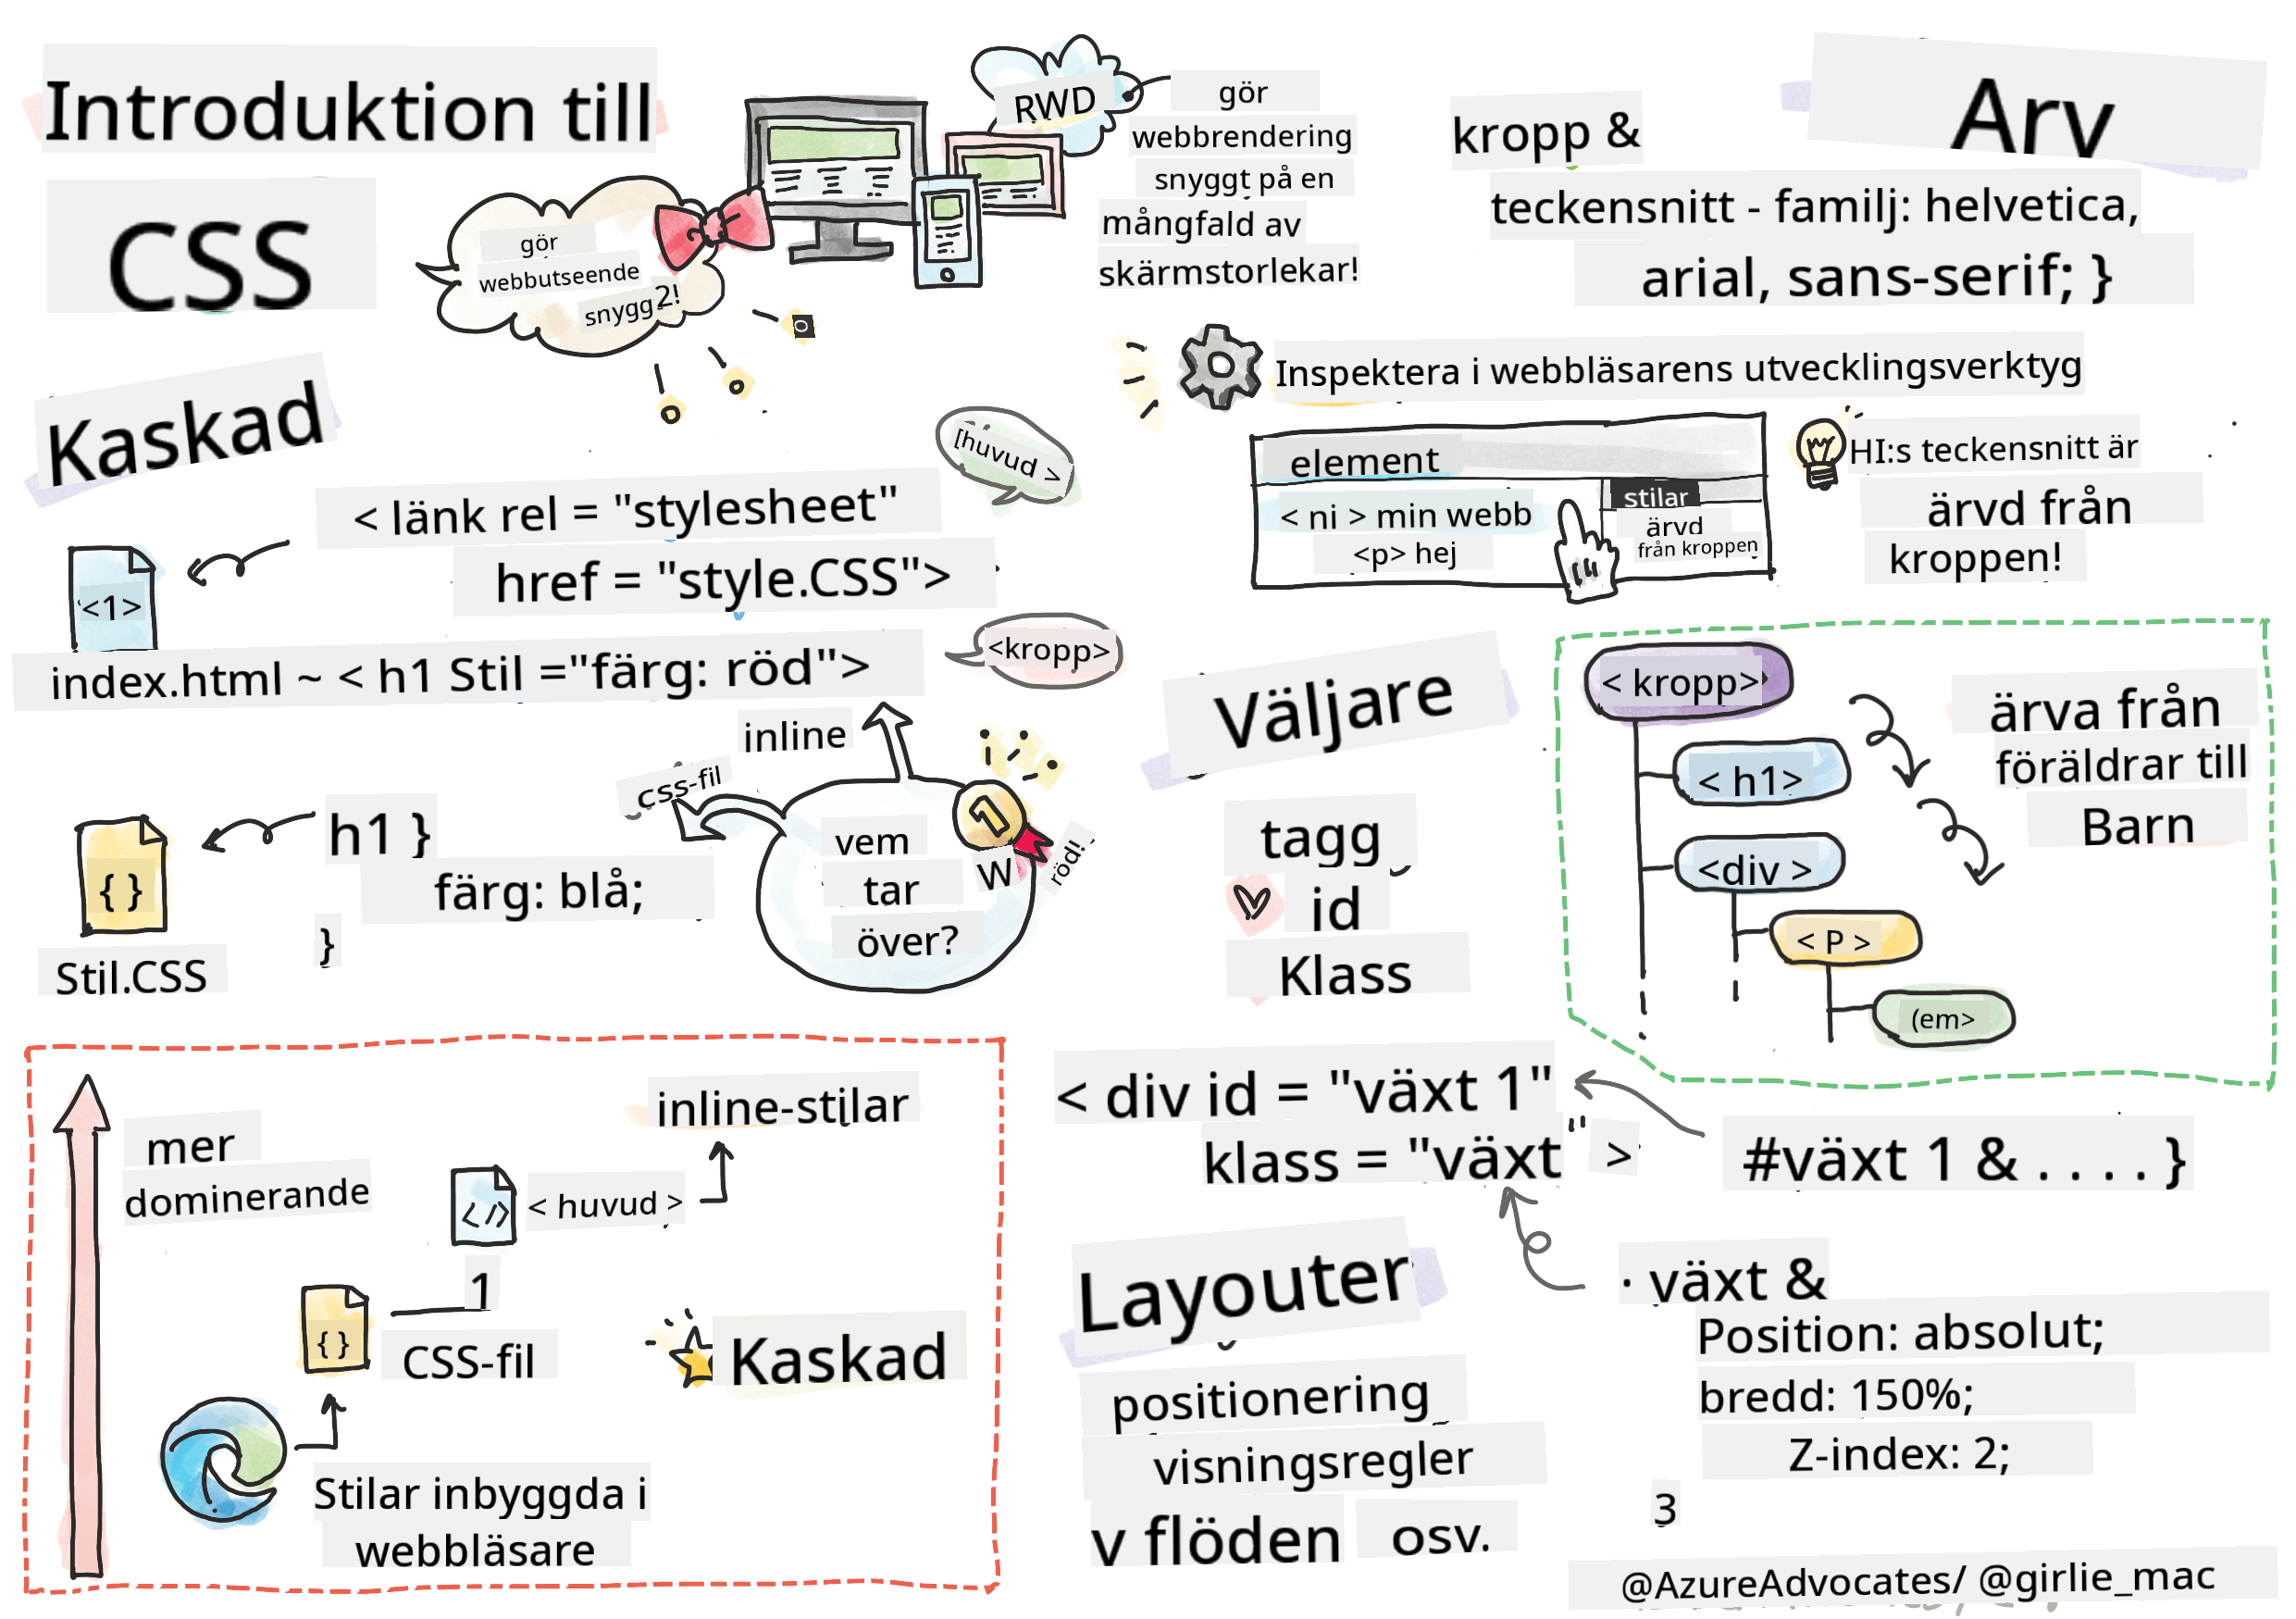 Introduktion till
CSS
gör
webbutseende
snygg2!
RWD
gör
webbrendering
snyggt på en
mångfald av
skärmstorlekar!
Arv
kropp &
teckensnitt - familj: helvetica,
arial, sans-serif; }
Inspektera i webbläsarens utvecklingsverktyg
element
< ni > min webb
<p> hej
stilar
ärvd
från kroppen
HI:s teckensnitt är
ärvd från
kroppen!
Kaskad
[huvud >
< länk rel = "stylesheet"
href = "style.CSS">
<1>
index.html ~ < h1 Stil ="färg: röd">
<kropp>
inline
css-fil
h1 }
färg: blå;
}
{ }
Stil.CSS
vem
tar
över?
1
W
röd!
Väljare
tagg
id
Klass
< kropp>
< h1>
<div >
< P >
(em>
ärva från
föräldrar till
Barn
< div id = "växt 1"
klass = "växt" >
#växt 1 & . . . . }
· växt &
Position: absolut;
bredd: 150%;
Z-index: 2;
3
mer
dominerande
inline-stilar
</>
< huvud >
1
{ }
CSS-fil
Kaskad
Stilar inbyggda i
webbläsare
Layouter
positionering
visningsregler
v flöden osv.
@AzureAdvocates/ @girlie_mac